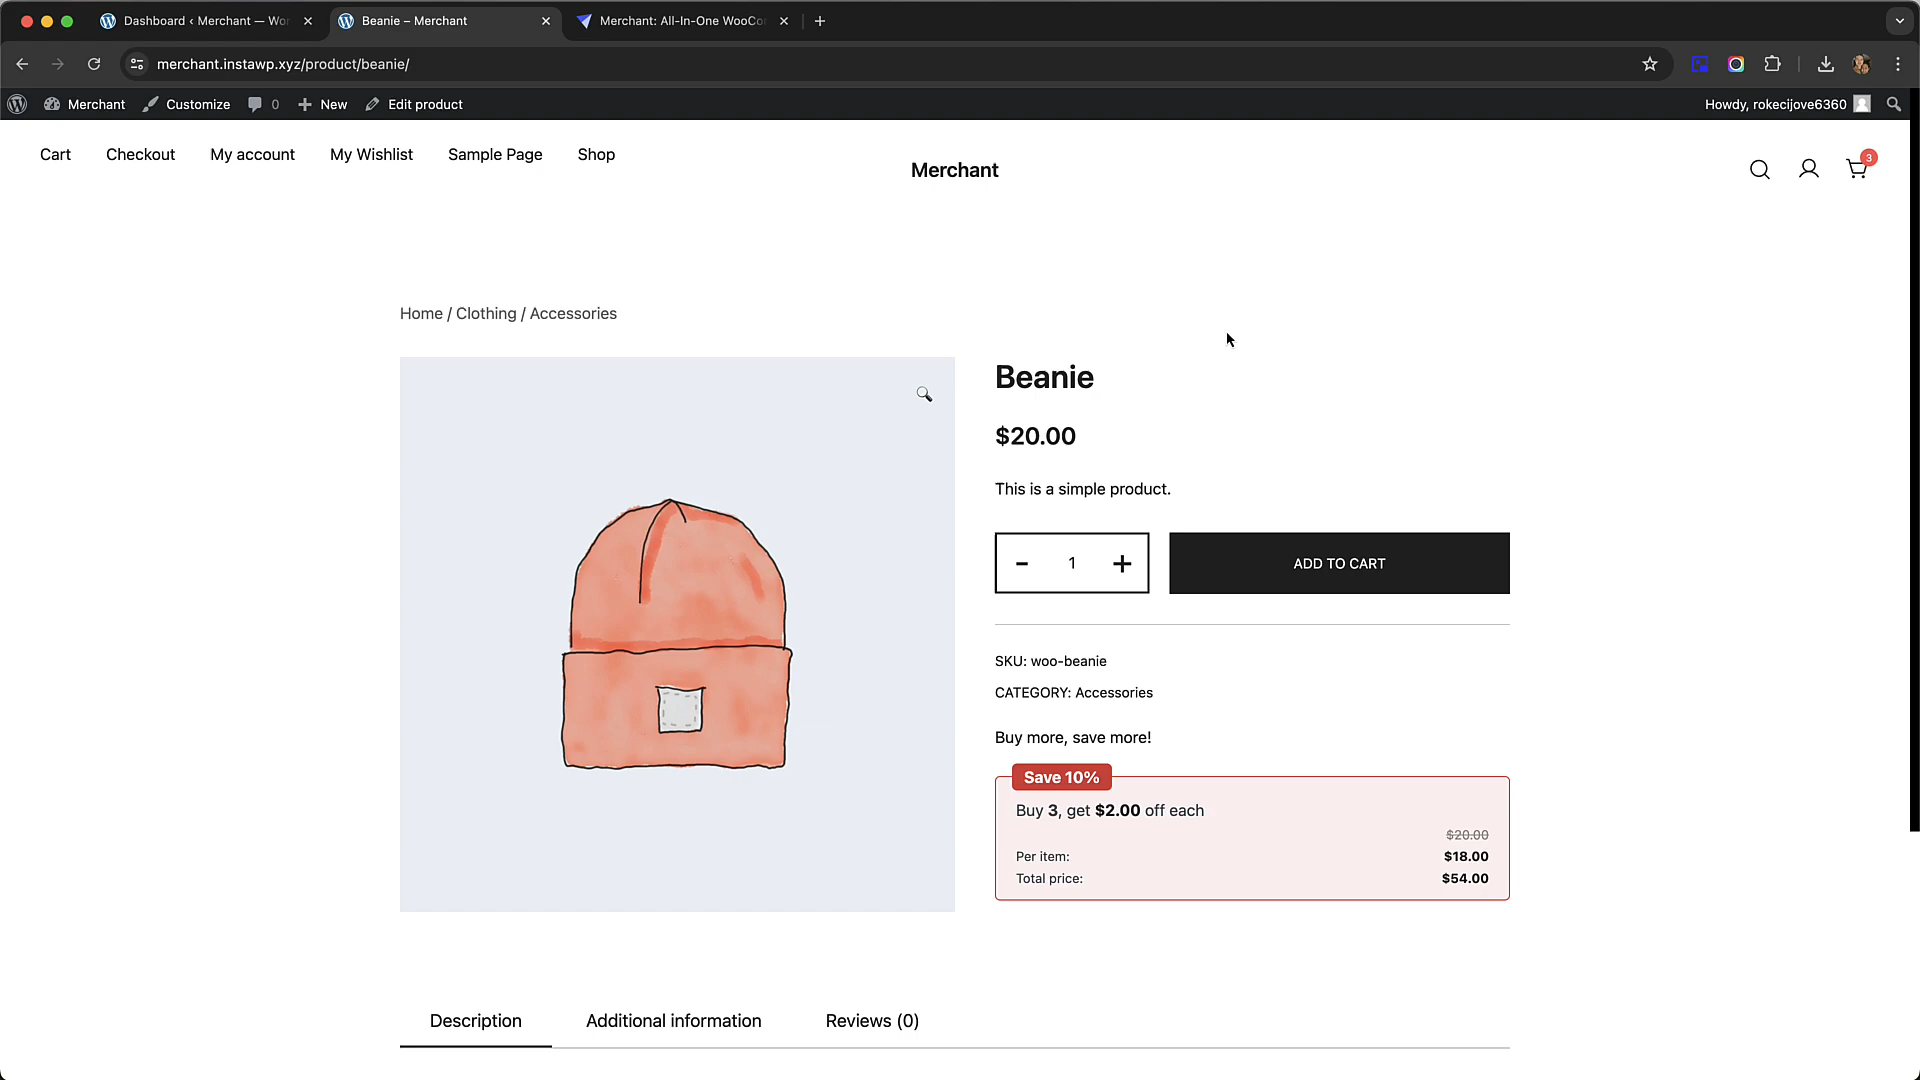 Dashboard ‹ Merchant — Wor
Beanie – Merchant
Merchant: All-In-One WooCo
merchant.instawp.xyz/product/beanie/
Merchant
Customize
0
New
Edit product
Howdy, rokecijove6360
Cart
Checkout
My account
My Wishlist
Sample Page
Shop
Merchant
3
Home / Clothing / Accessories
Beanie
$20.00
This is a simple product.
- 1 +
ADD TO CART
SKU: woo-beanie
CATEGORY: Accessories
Buy more, save more!
Save 10%
Buy 3, get $2.00 off each
$20.00
Per item: $18.00
Total price: $54.00
Description
Additional information
Reviews (0)